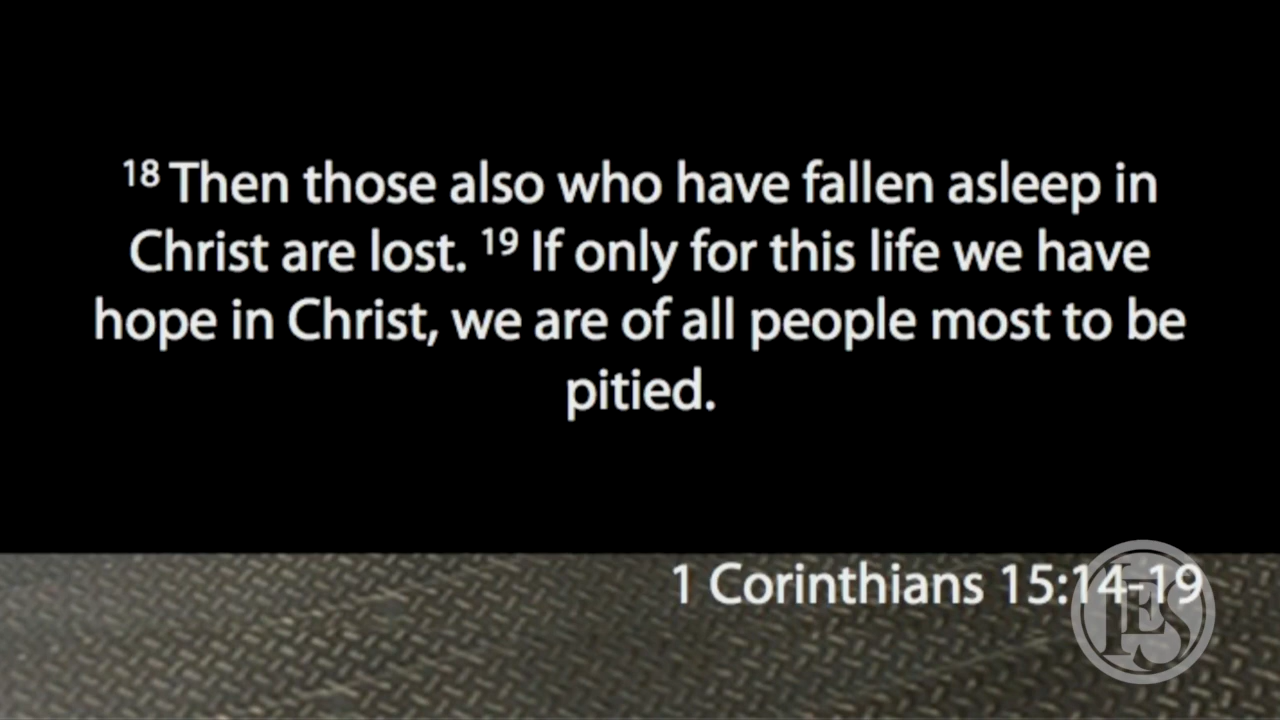 18 Then those also who have fallen asleep in
Christ are lost. 19 If only for this life we have
hope in Christ, we are of all people most to be
pitied.
1 Corinthians 15:14-19